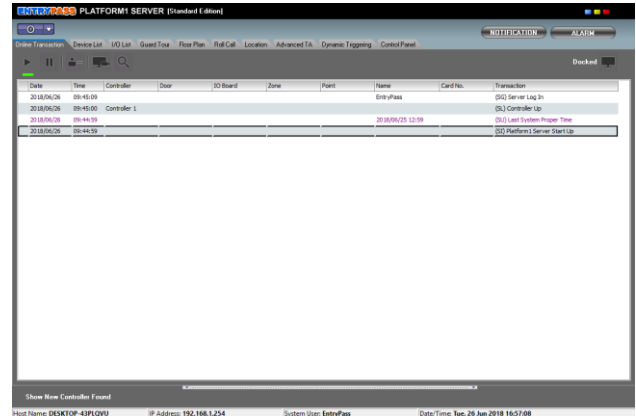 ENTRYPASS PLATFORM1 SERVER [Standard Edition]
NOTIFICATION ALARM
Online Transaction Device List I/O List Guard Tour Floor Plan Roll Call Location Advanced TA Dynamic Triggering Control Panel
Docked
Date Time Controller Door IO Board Zone Point Name Card No. Transaction
2018/06/26 09:45:09 EntryPass (SG) Server Log In
2018/06/26 09:45:00 Controller 1 (SL) Controller Up
2018/06/26 09:44:59 2018/06/25 12:59 (SU) Last System Proper Time
2018/06/26 09:44:59 (SI) Platform1 Server Start Up
Show New Controller Found
Host Name: DESKTOP-43PLQVU IP Address: 192.168.1.254 System User: EntryPass Date/Time: Tue, 26 Jun 2018 16:57:08